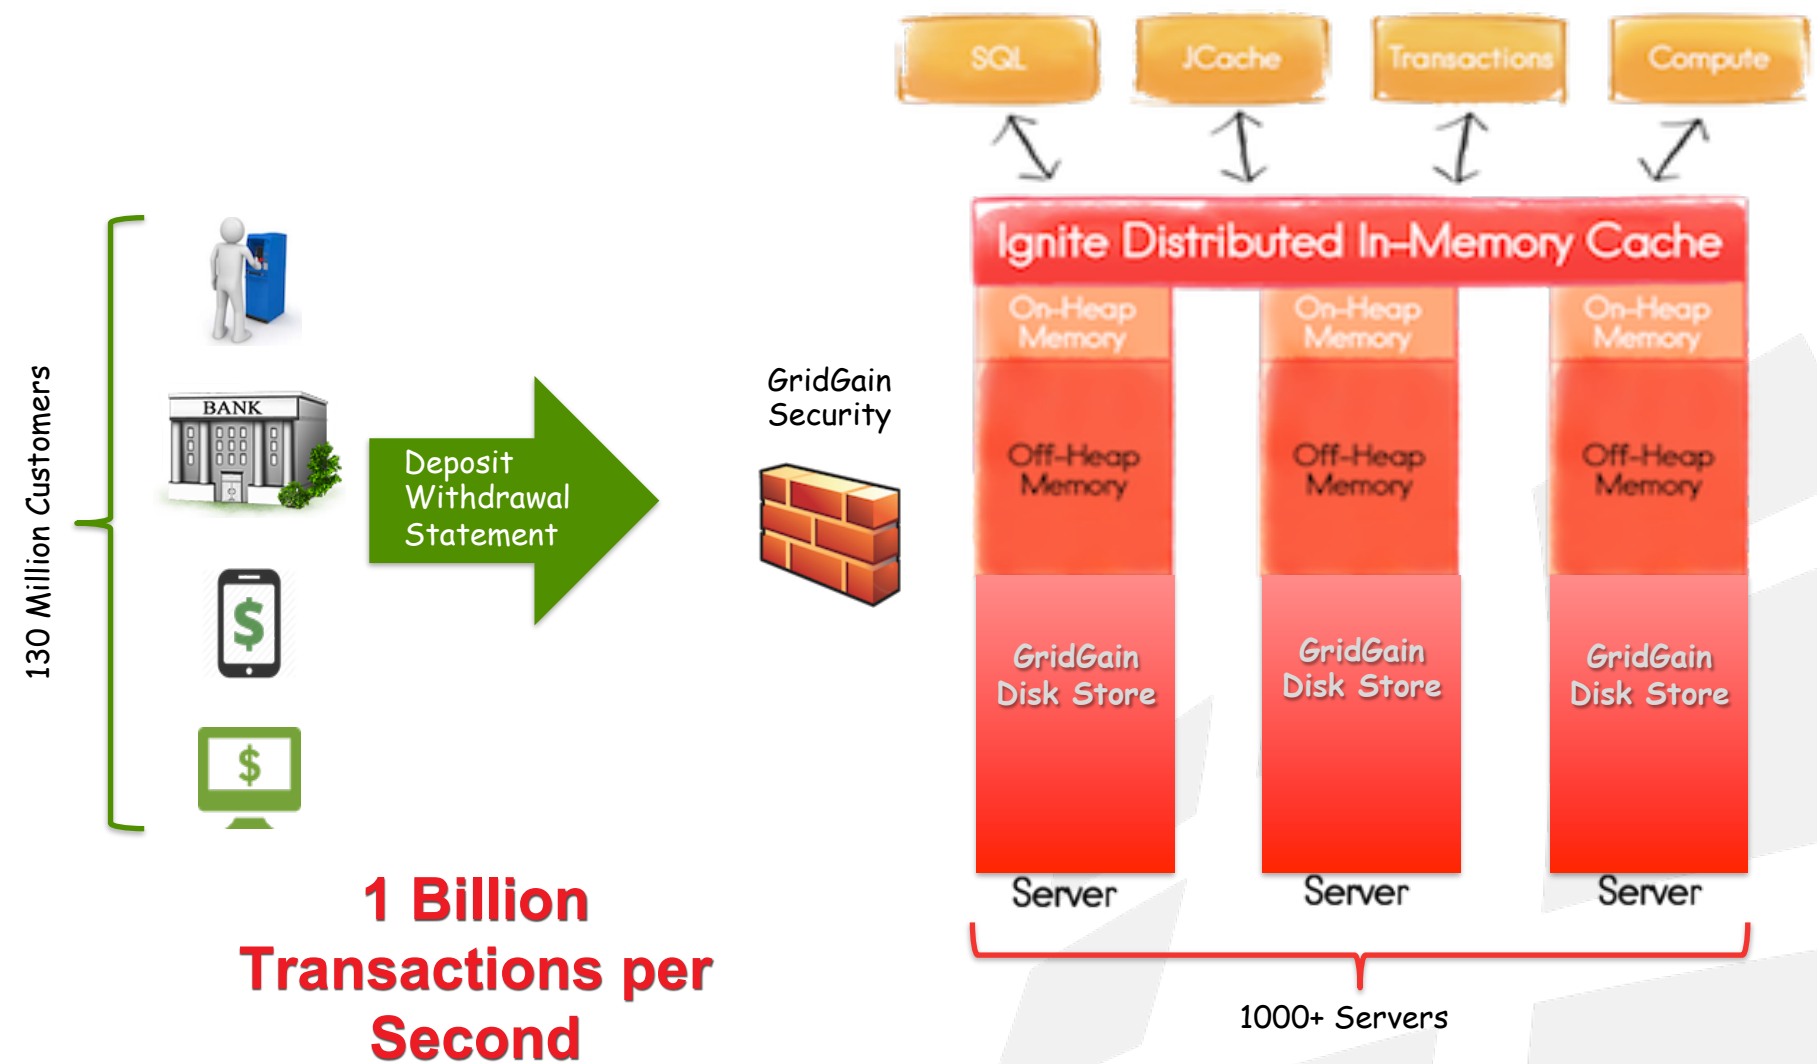 SQL
JCache
Transactions
Compute
Ignite Distributed In-Memory Cache
On-Heap
Memory
On-Heap
Memory
On-Heap
Memory
Off-Heap
Memory
Off-Heap
Memory
Off-Heap
Memory
GridGain
Disk Store
GridGain
Disk Store
GridGain
Disk Store
Server
Server
Server
1000+ Servers
130 Million Customers
BANK
$
$
Deposit
Withdrawal
Statement
GridGain
Security
1 Billion
Transactions per
Second